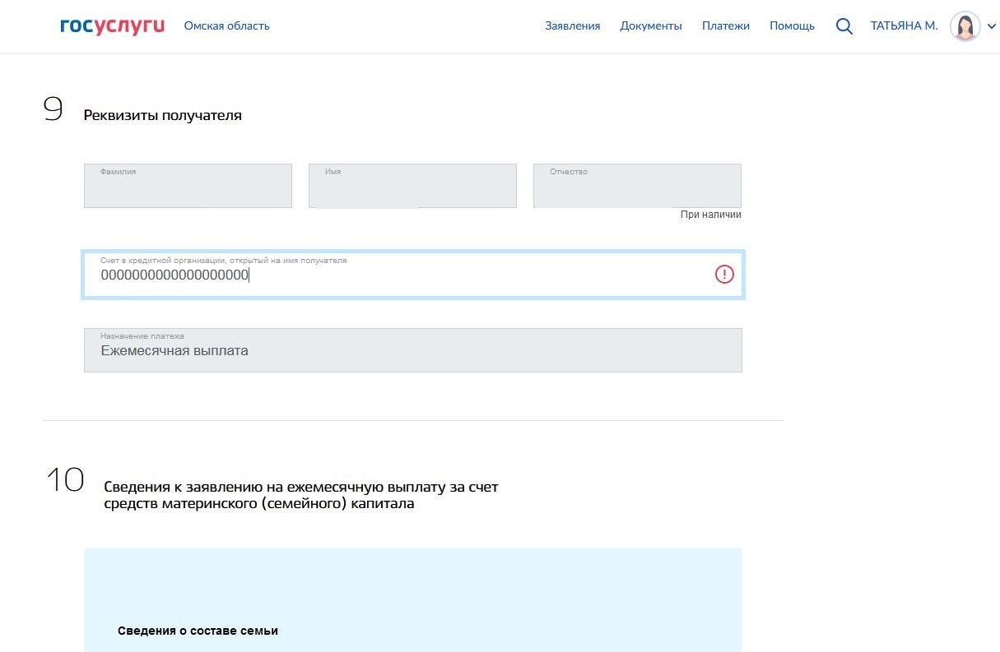 госуслуги Омская область Заявления Документы Платежи Помощь ТАТЬЯНА М.
9 Реквизиты получателя
Фамилия Имя Отчество
При наличии
Счет в кредитной организации, открытый на имя получателя
0000000000000000000
Назначение платежа
Ежемесячная выплата
10 Сведения к заявлению на ежемесячную выплату за счет
средств материнского (семейного) капитала
Сведения о составе семьи